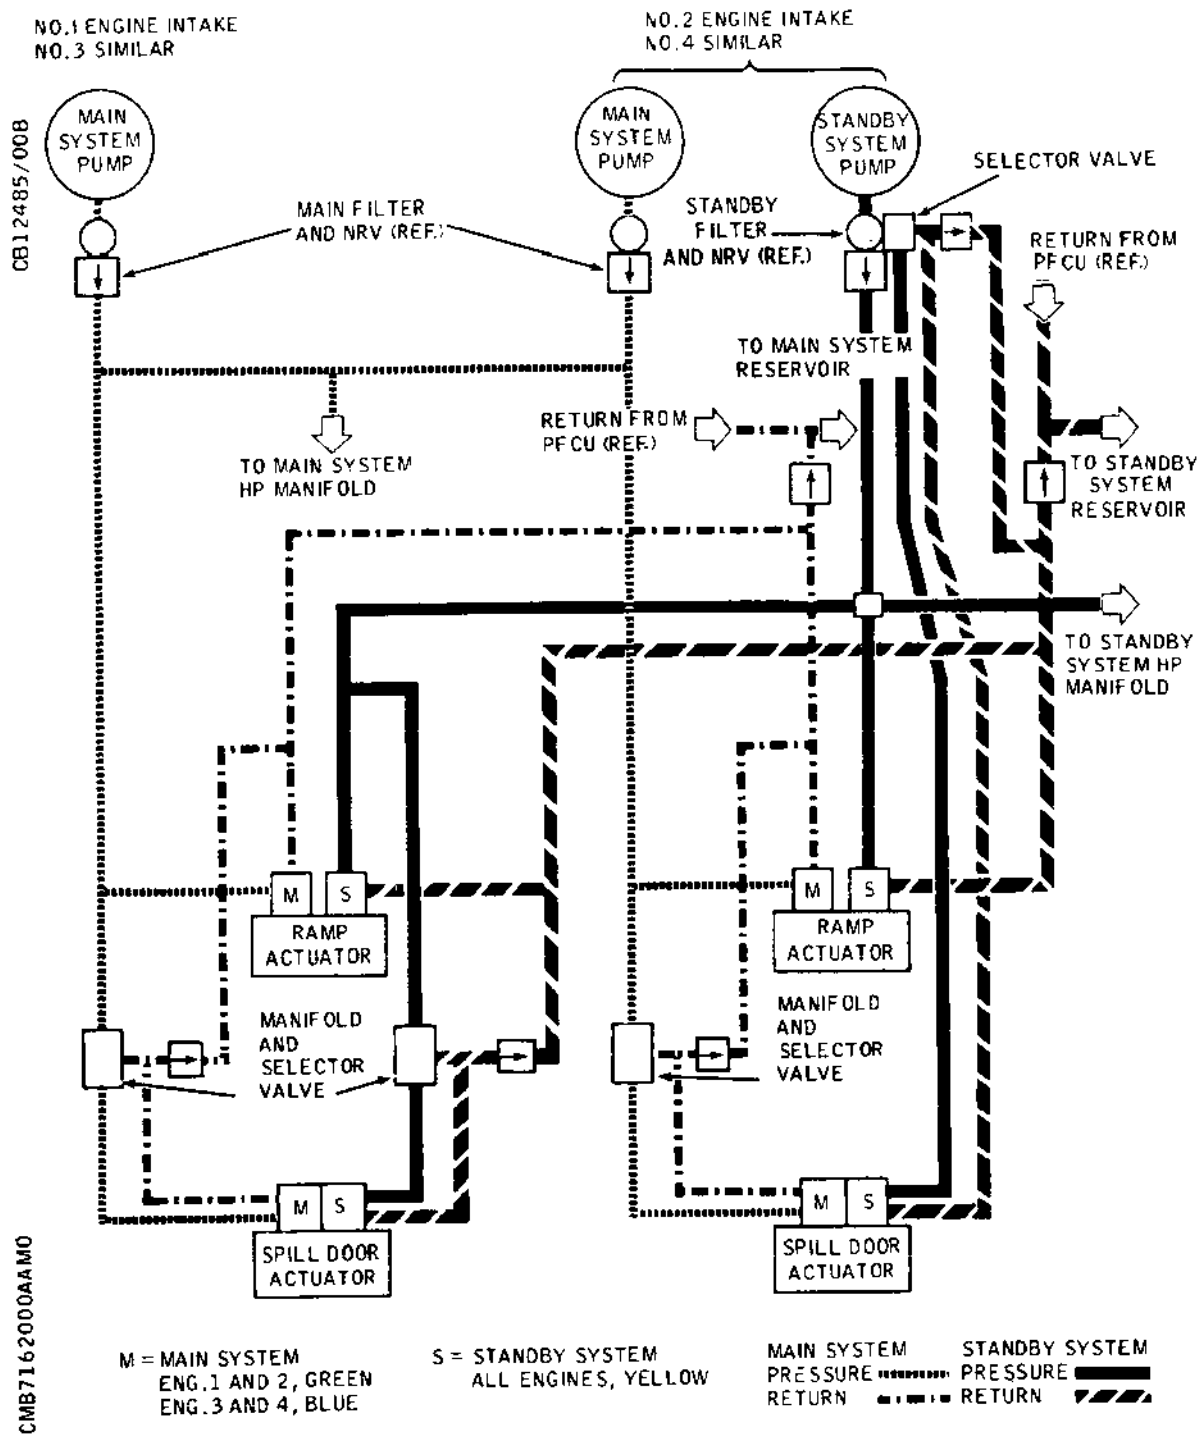 NO.1 ENGINE INTAKE
NO.3 SIMILAR
NO.2 ENGINE INTAKE
NO.4 SIMILAR
CB12485/00B
MAIN
SYSTEM
PUMP
MAIN
SYSTEM
PUMP
STANDBY
SYSTEM
PUMP
SELECTOR VALVE
MAIN FILTER
AND NRV (REF.)
STANDBY
FILTER
AND NRV (REF.)
RETURN FROM
PFCU (REF.)
TO MAIN SYSTEM
RESERVOIR
RETURN FROM
PFCU (REF.)
TO MAIN SYSTEM
HP MANIFOLD
TO STANDBY
SYSTEM
RESERVOIR
TO STANDBY
SYSTEM HP
MANIFOLD
M
S
RAMP
ACTUATOR
M
S
RAMP
ACTUATOR
MANIFOLD
AND
SELECTOR
VALVE
MANIFOLD
AND
SELECTOR
VALVE
M
S
SPILL DOOR
ACTUATOR
M
S
SPILL DOOR
ACTUATOR
CMB7162000AAM0
M = MAIN SYSTEM
ENG.1 AND 2, GREEN
ENG.3 AND 4, BLUE
S = STANDBY SYSTEM
ALL ENGINES, YELLOW
MAIN SYSTEM
PRESSURE
RETURN
STANDBY SYSTEM
PRESSURE
RETURN